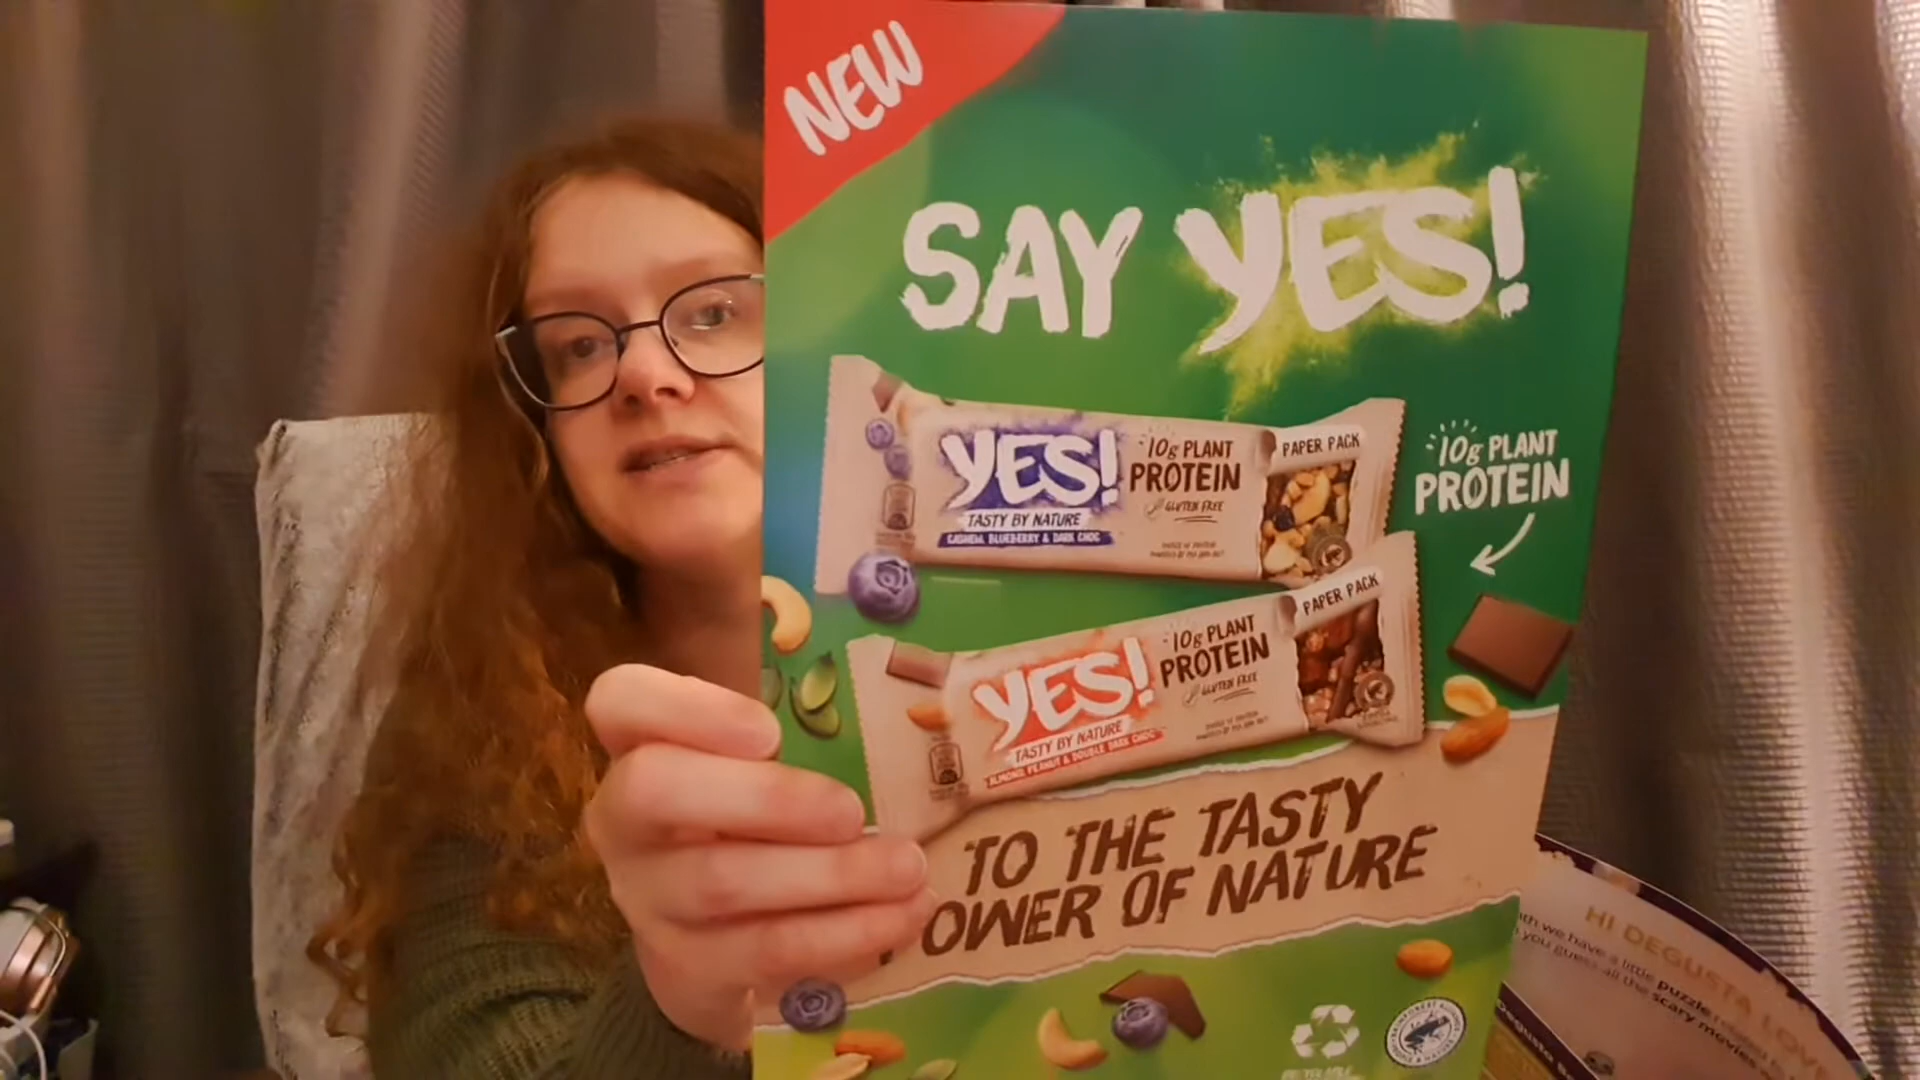 NEW
SAY YES!
YES!
TASTY BY NATURE
CASHEW, BLUEBERRY & DARK CHOC
10g PLANT
PROTEIN
GLUTEN FREE
PAPER PACK
10g PLANT
PROTEIN
YES!
TASTY BY NATURE
ALMOND, PEANUT & DOUBLE DARK CHOC
10g PLANT
PROTEIN
GLUTEN FREE
PAPER PACK
TO THE TASTY
OWER OF NATURE
HI DEGUSTA LOV
we have a little puzzle
you guess all the scary movies